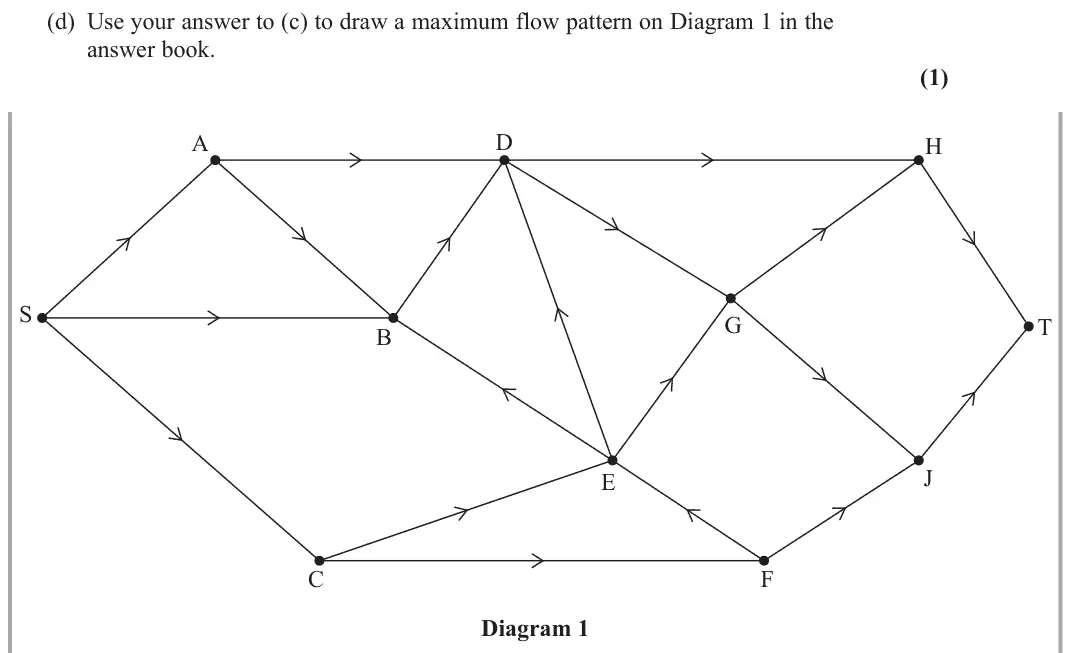 (d) Use your answer to (c) to draw a maximum flow pattern on Diagram 1 in the
answer book.
(1)
A
D
H
S
B
G
T
E
J
C
F
Diagram 1